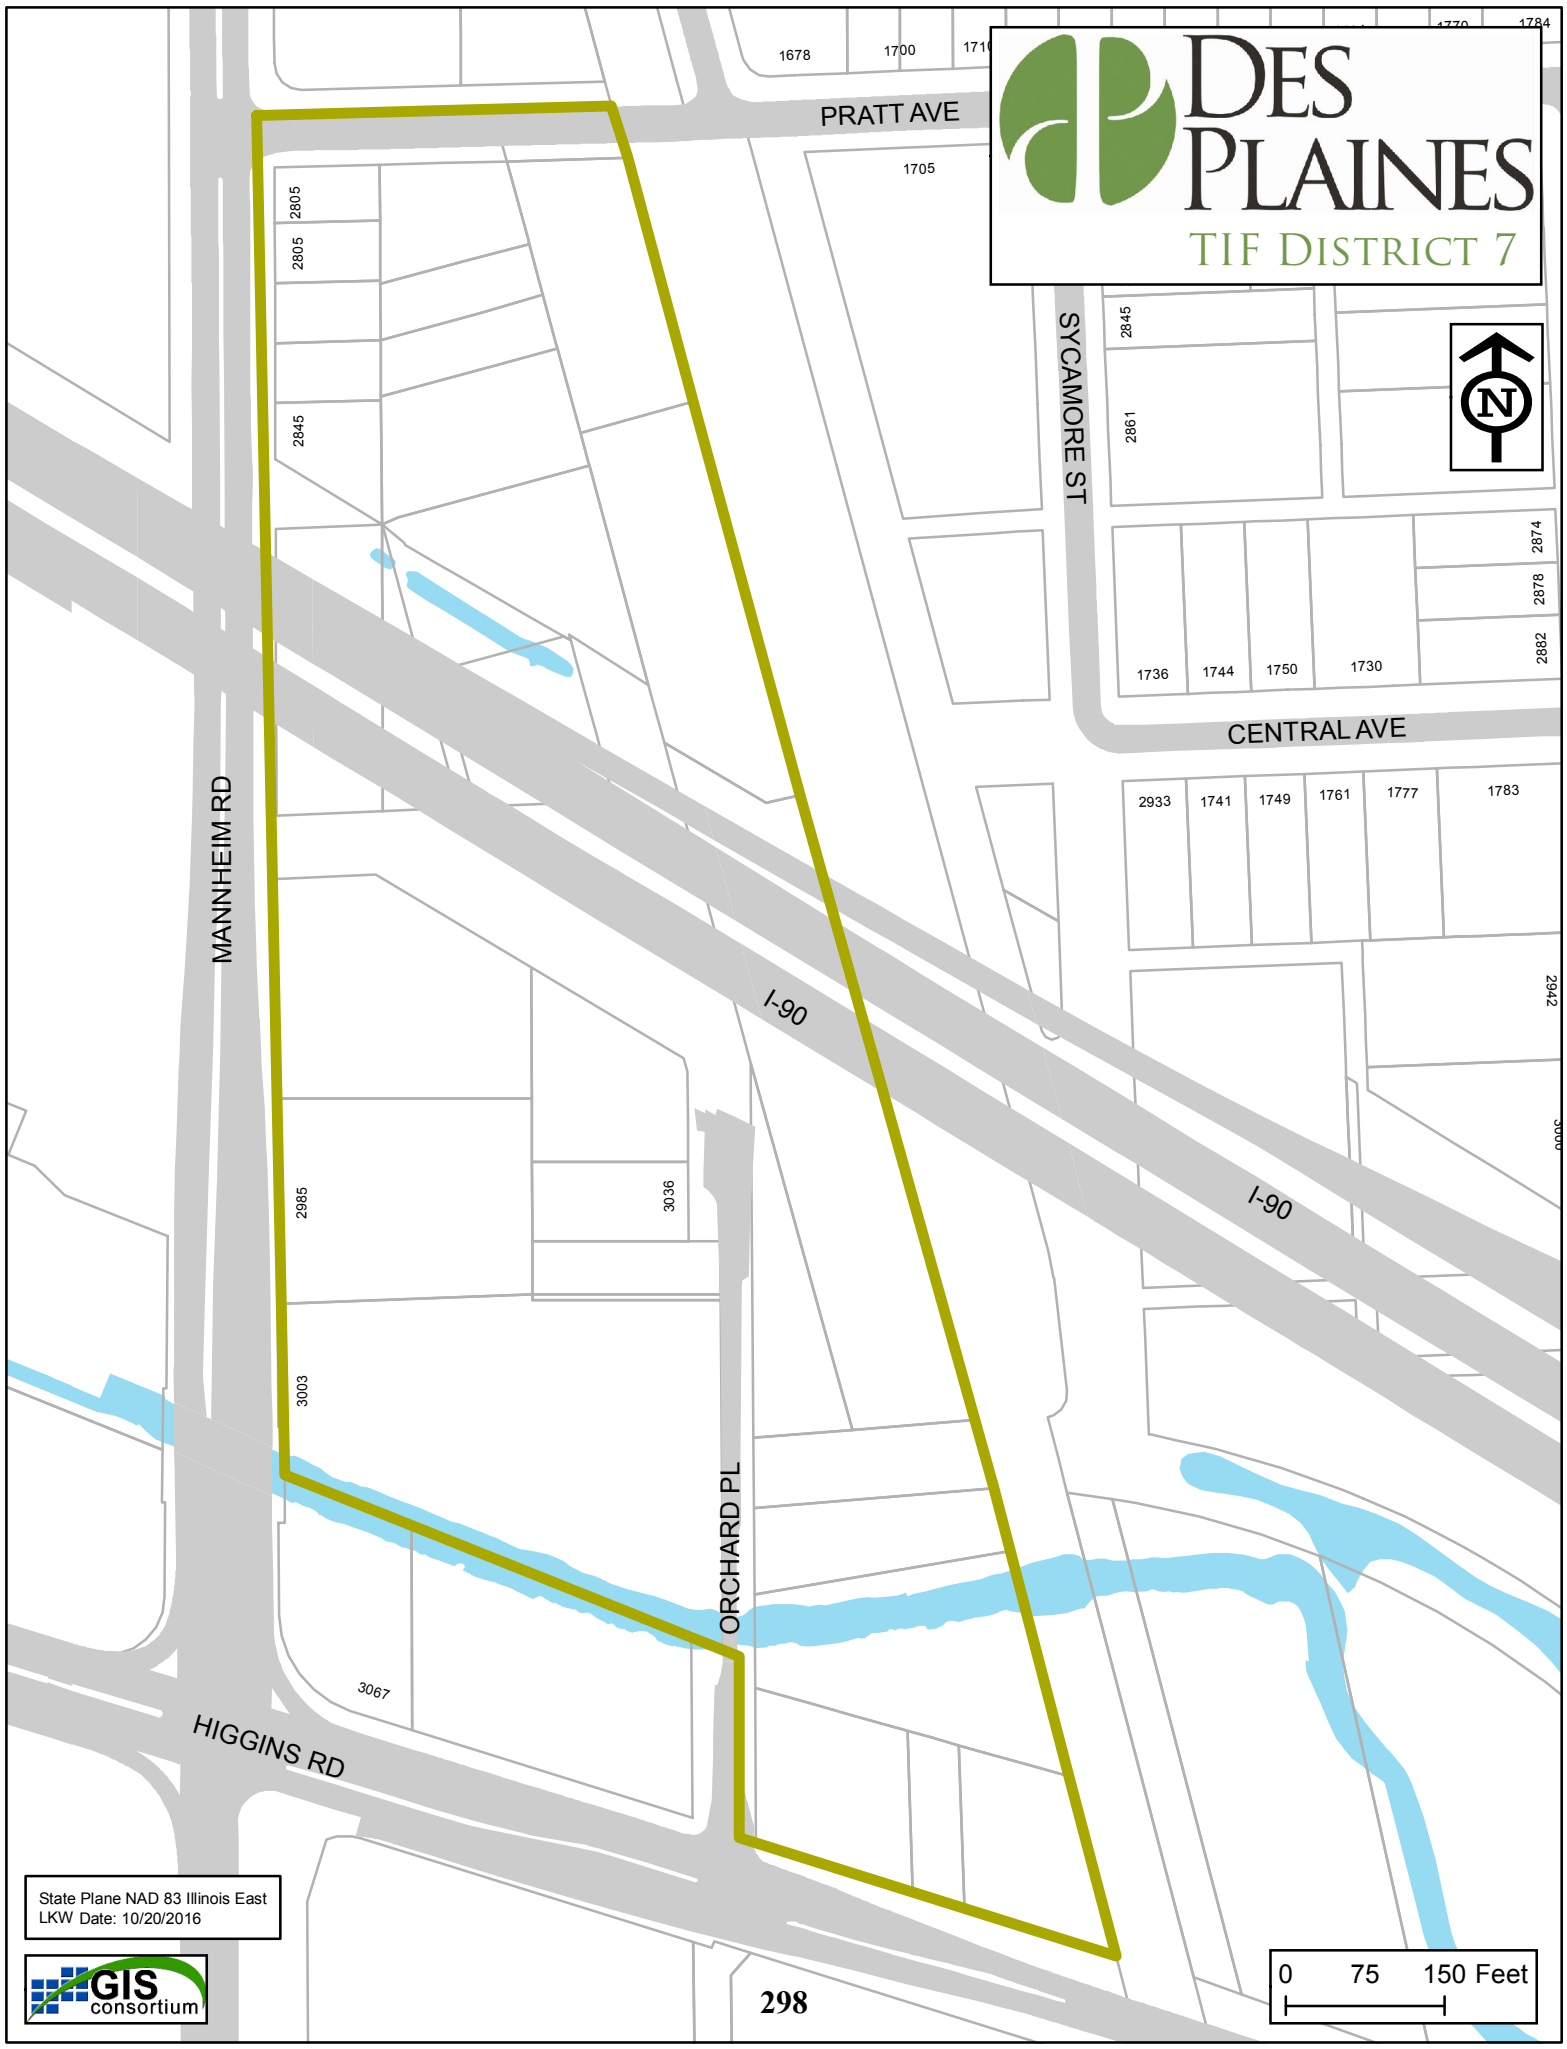 1678
1700
1710
1770
1784
PRATT AVE
DES
PLAINES
TIF DISTRICT 7
1705
2805
2805
2845
SYCAMORE ST
2845
2861
N
2874
2878
2882
1736
1744
1750
1730
CENTRAL AVE
2933
1741
1749
1761
1777
1783
MANNHEIM RD
2942
I-90
I-90
2985
3036
3003
ORCHARD PL
3067
HIGGINS RD
State Plane NAD 83 Illinois East
LKW Date: 10/20/2016
GIS
consortium
298
0 75 150 Feet